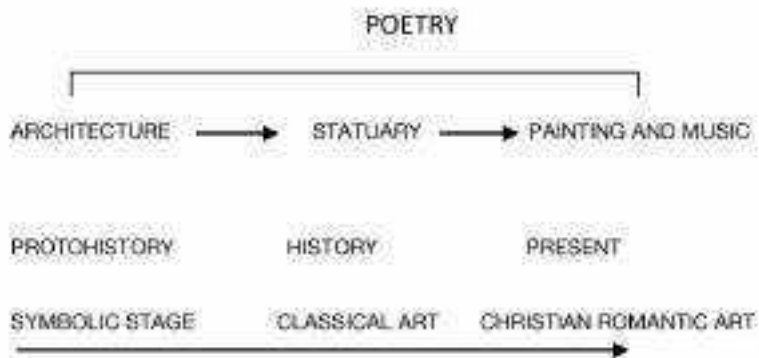 POETRY
ARCHITECTURE STATUARY PAINTING AND MUSIC
PROTOHISTORY HISTORY PRESENT
SYMBOLIC STAGE CLASSICAL ART CHRISTIAN ROMANTIC ART